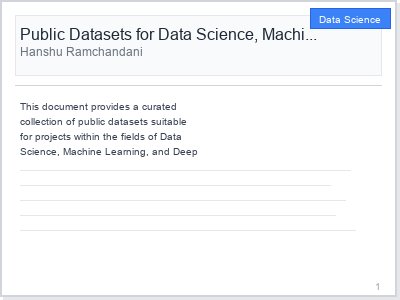 Data Science
Public Datasets for Data Science, Machi...
Hanshu Ramchandani
This document provides a curated
collection of public datasets suitable
for projects within the fields of Data
Science, Machine Learning, and Deep
1